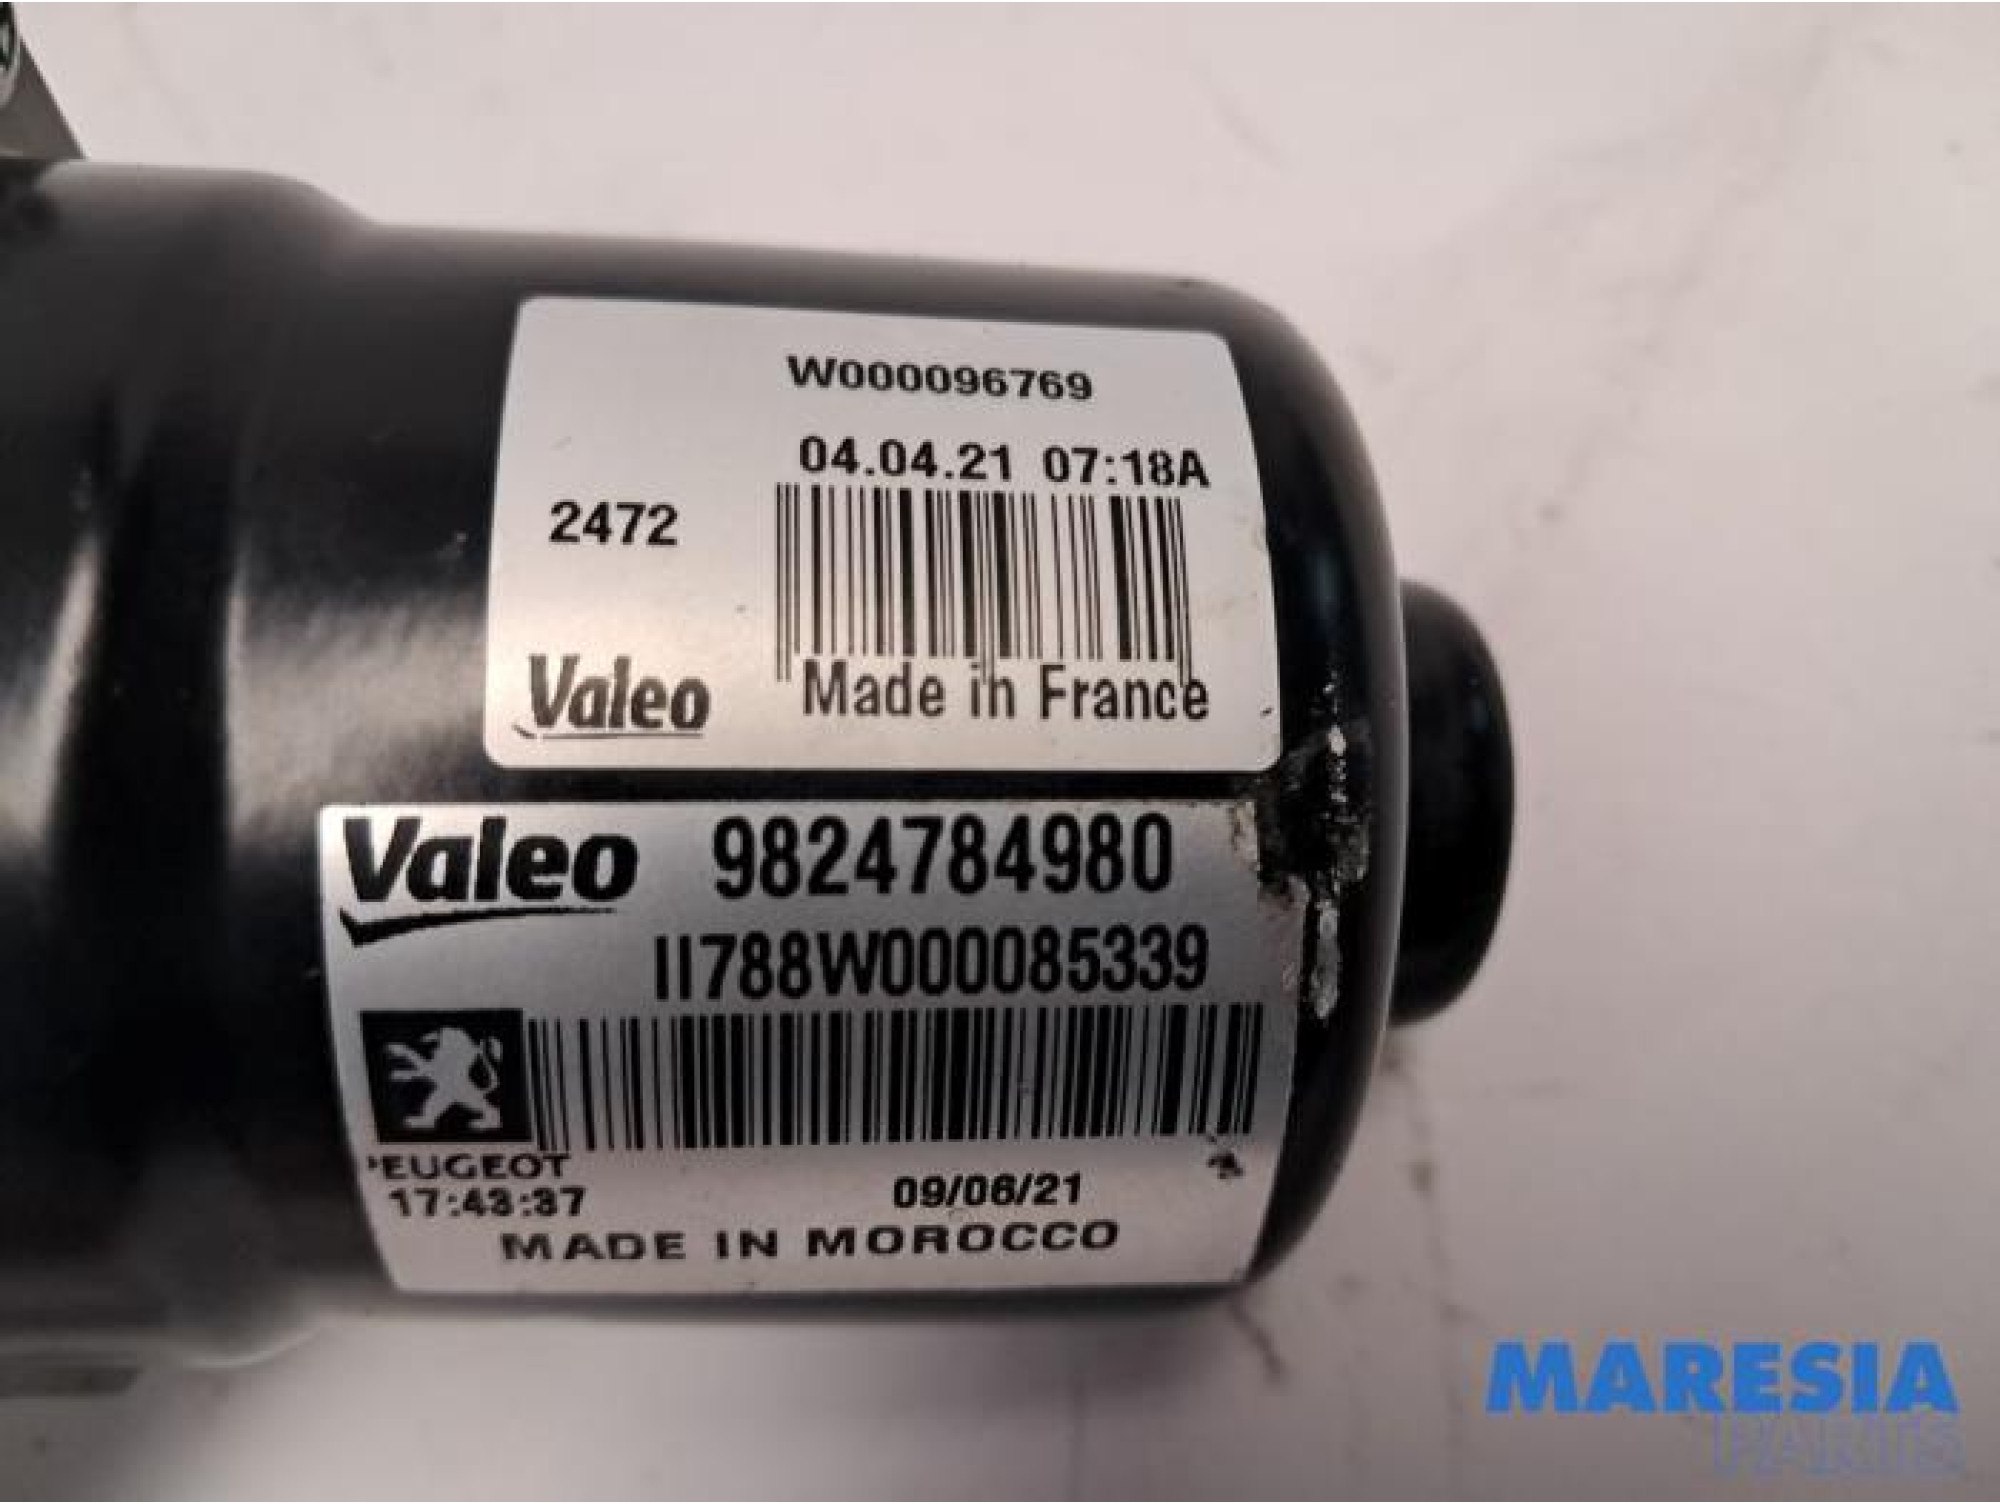 W000096769
04.04.21 07:18A
2472
Valeo
Made in France
Valeo 9824784980
II788W000085339
PEUGEOT
17:43:37 09/06/21
MADE IN MOROCCO
MARESIA
PARTS